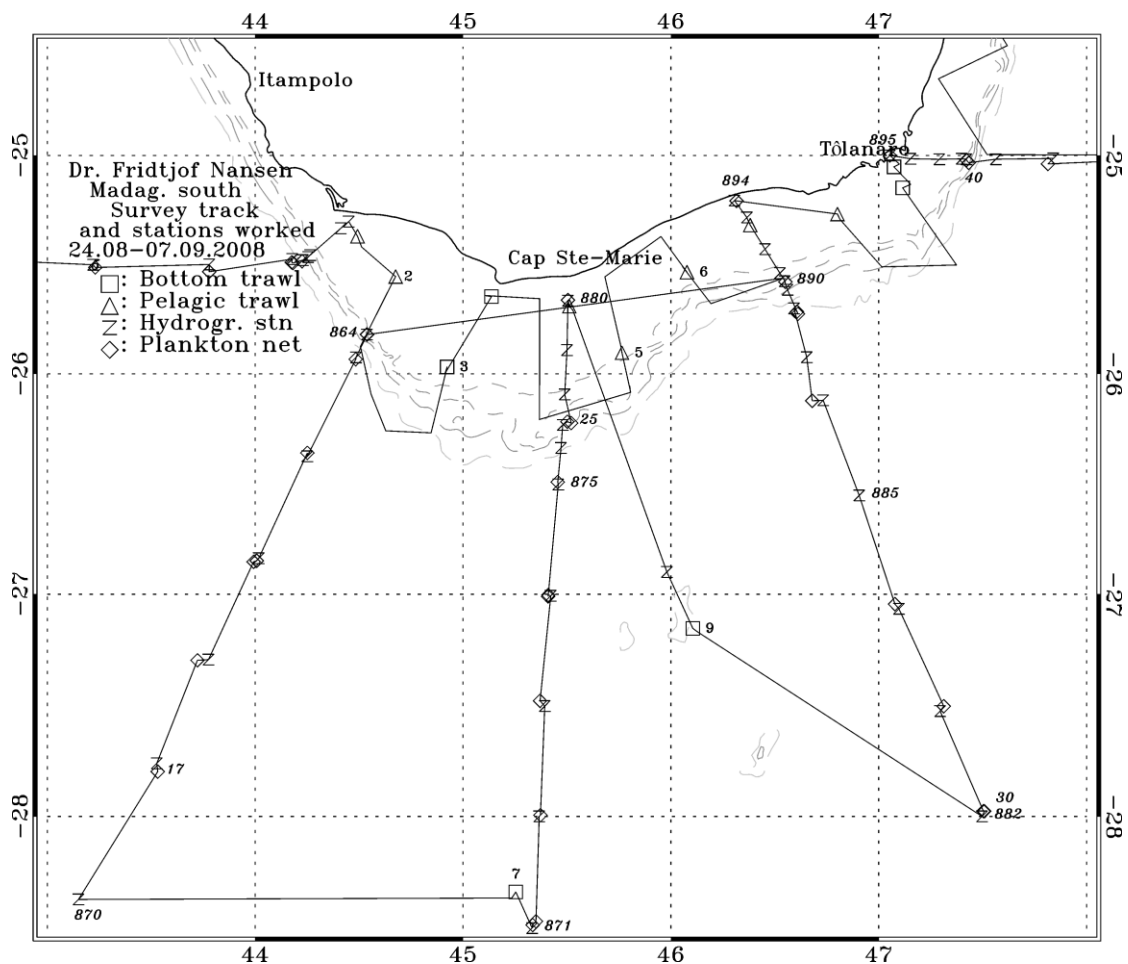 44 45 46 47
Itampolo
-25 -25
895
Tôlanaro
40
Dr. Fridtjof Nansen
Madag. south
Survey track
and stations worked
24.08-07.09.2008
894
Cap Ste-Marie
□: Bottom trawl
△: Pelagic trawl
Z: Hydrogr. stn
◇: Plankton net
2
6
890
880
864
5
3
-26 -26
25
875
885
-27 -27
9
17
30
-28 882 -28
7
870
871
44 45 46 47